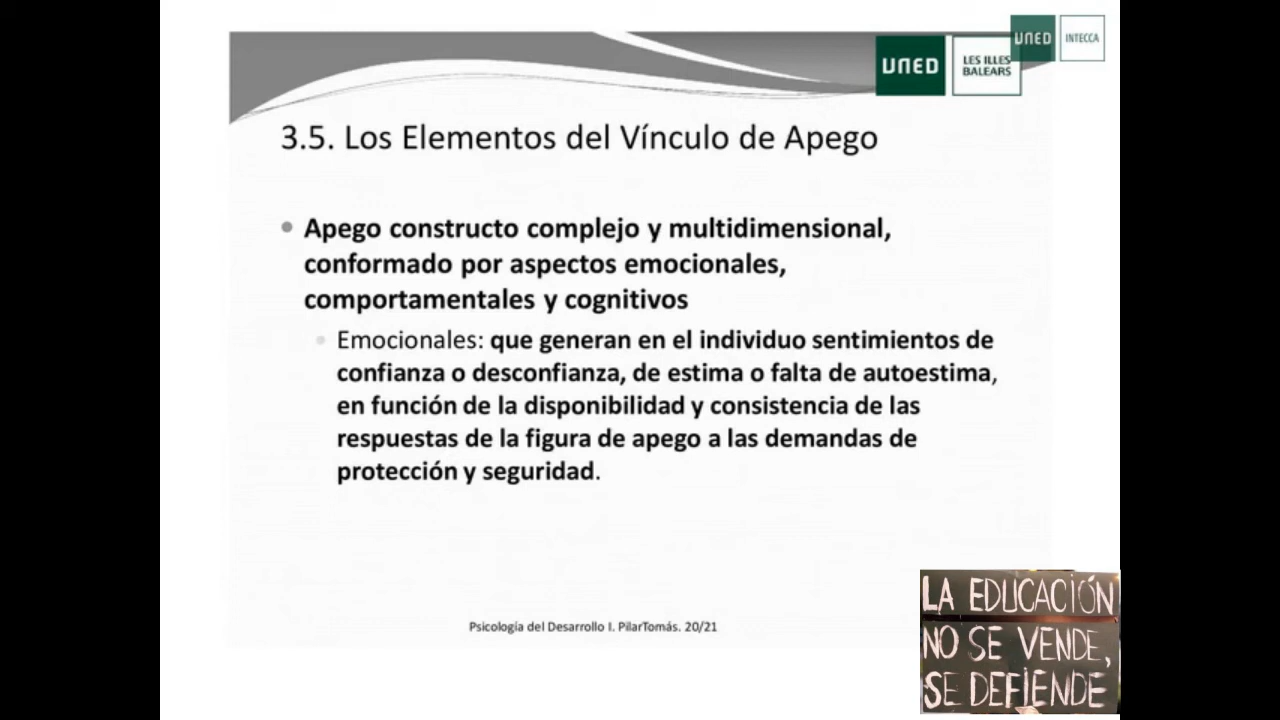 UNED
INTECCA
UNED
LES ILLES
BALEARS
3.5. Los Elementos del Vínculo de Apego
• Apego constructo complejo y multidimensional,
conformado por aspectos emocionales,
comportamentales y cognitivos
• Emocionales: que generan en el individuo sentimientos de
confianza o desconfianza, de estima o falta de autoestima,
en función de la disponibilidad y consistencia de las
respuestas de la figura de apego a las demandas de
protección y seguridad.
Psicología del Desarrollo I. PilarTomás. 20/21
LA EDUCACIÓN
NO SE VENDE,
SE DEFIENDE